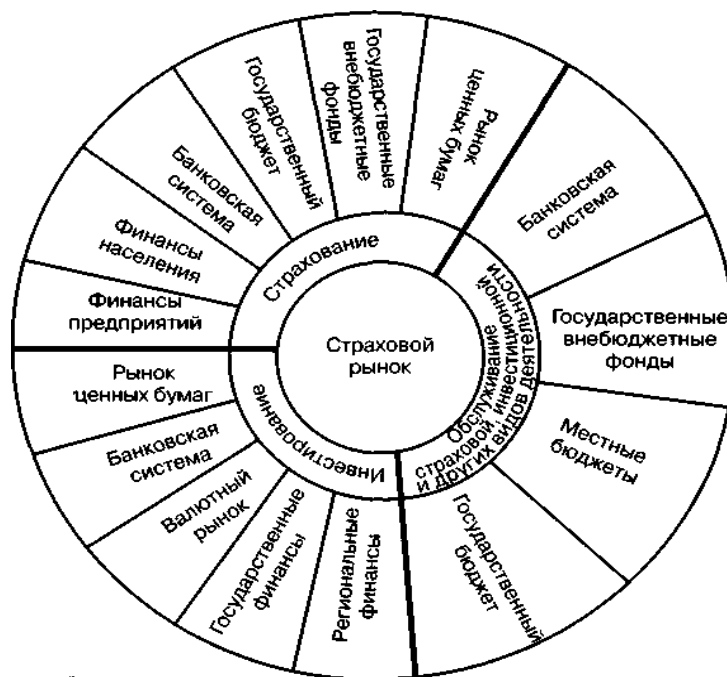 Страховой
рынок
Страхование
Финансы
предприятий
Финансы
населения
Банковская
система
Государственный
бюджет
Государственные
внебюджетные
фонды
Рынок
ценных бумаг
Обслуживание
страховой, инвестиционной
и других видов деятельности
Банковская
система
Государственные
внебюджетные
фонды
Местные
бюджеты
Государственный
бюджет
Инвестирование
Рынок
ценных бумаг
Банковская
система
Валютный
рынок
Государственные
финансы
Региональные
финансы